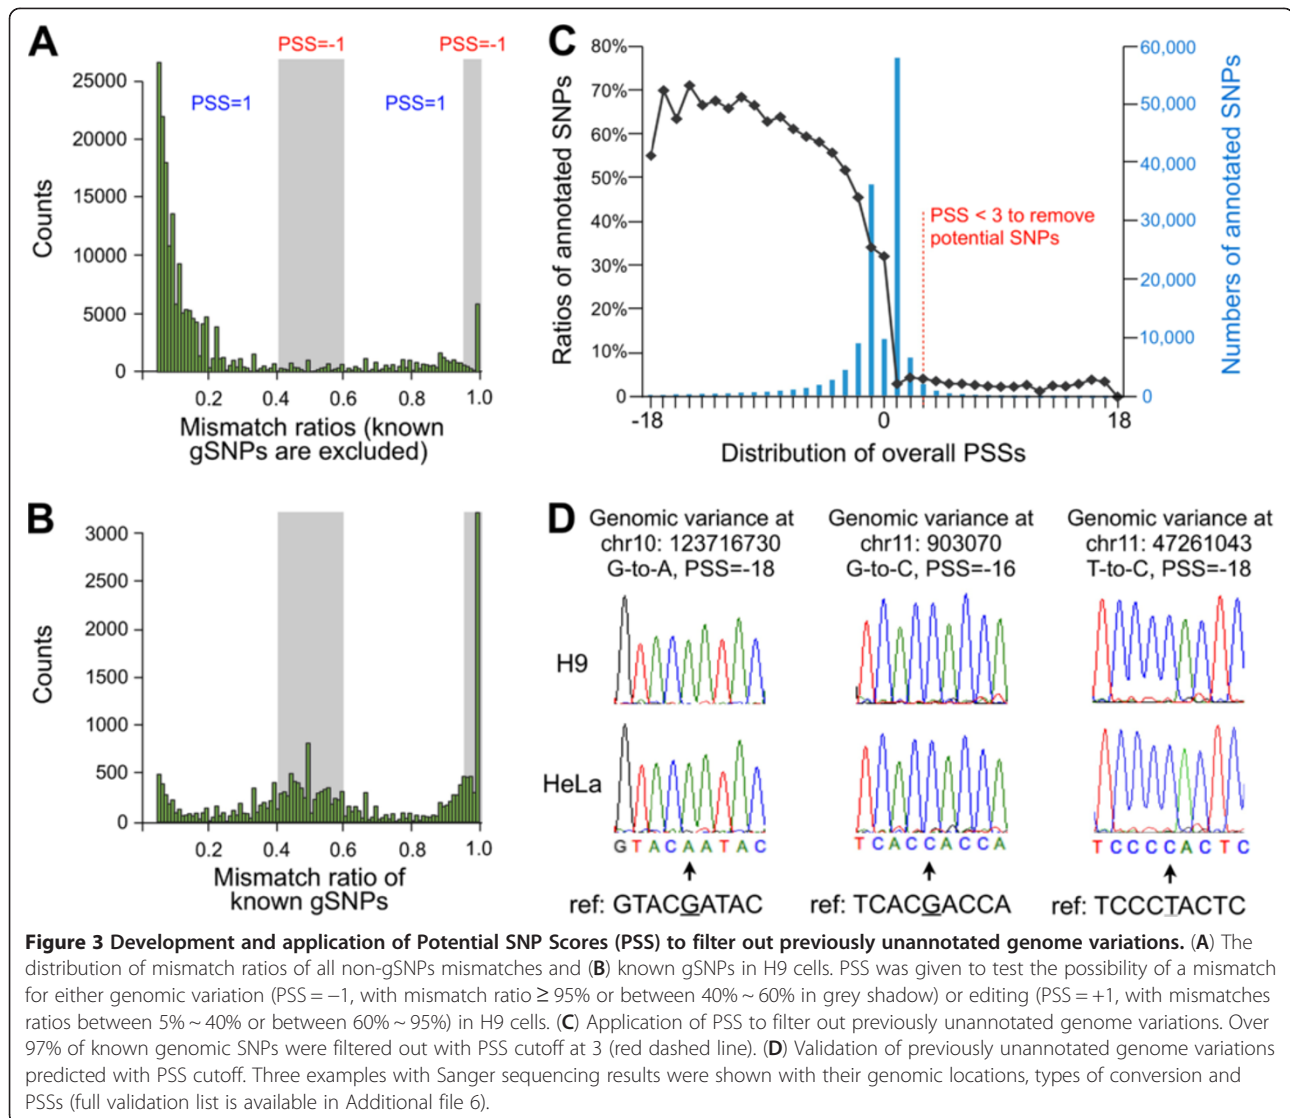 A
PSS=-1
PSS=-1
PSS=1
PSS=1
25000
20000
15000
10000
5000
0
Counts
0.2
0.4
0.6
0.8
1.0
Mismatch ratios (known
gSNPs are excluded)
B
3000
2500
2000
1500
1000
500
0
Counts
0.2
0.4
0.6
0.8
1.0
Mismatch ratio of
known gSNPs
C
80%
70%
60%
50%
40%
30%
20%
10%
0
Ratios of annotated SNPs
60,000
50,000
40,000
30,000
20,000
10,000
0
Numbers of annotated SNPs
PSS < 3 to remove
potential SNPs
-18
0
18
Distribution of overall PSSs
D
Genomic variance at
chr10: 123716730
G-to-A, PSS=-18
Genomic variance at
chr11: 903070
G-to-C, PSS=-16
Genomic variance at
chr11: 47261043
T-to-C, PSS=-18
H9
HeLa
G T A C A A T A C
T C A C C A C C A
T C C C C A C T C
ref: GTACGATAC
ref: TCACGACCA
ref: TCCCTACTC
Figure 3 Development and application of Potential SNP Scores (PSS) to filter out previously unannotated genome variations. (A) The
distribution of mismatch ratios of all non-gSNPs mismatches and (B) known gSNPs in H9 cells. PSS was given to test the possibility of a mismatch
for either genomic variation (PSS = −1, with mismatch ratio ≥ 95% or between 40% ~ 60% in grey shadow) or editing (PSS = +1, with mismatches
ratios between 5% ~ 40% or between 60% ~ 95%) in H9 cells. (C) Application of PSS to filter out previously unannotated genome variations. Over
97% of known genomic SNPs were filtered out with PSS cutoff at 3 (red dashed line). (D) Validation of previously unannotated genome variations
predicted with PSS cutoff. Three examples with Sanger sequencing results were shown with their genomic locations, types of conversion and
PSSs (full validation list is available in Additional file 6).